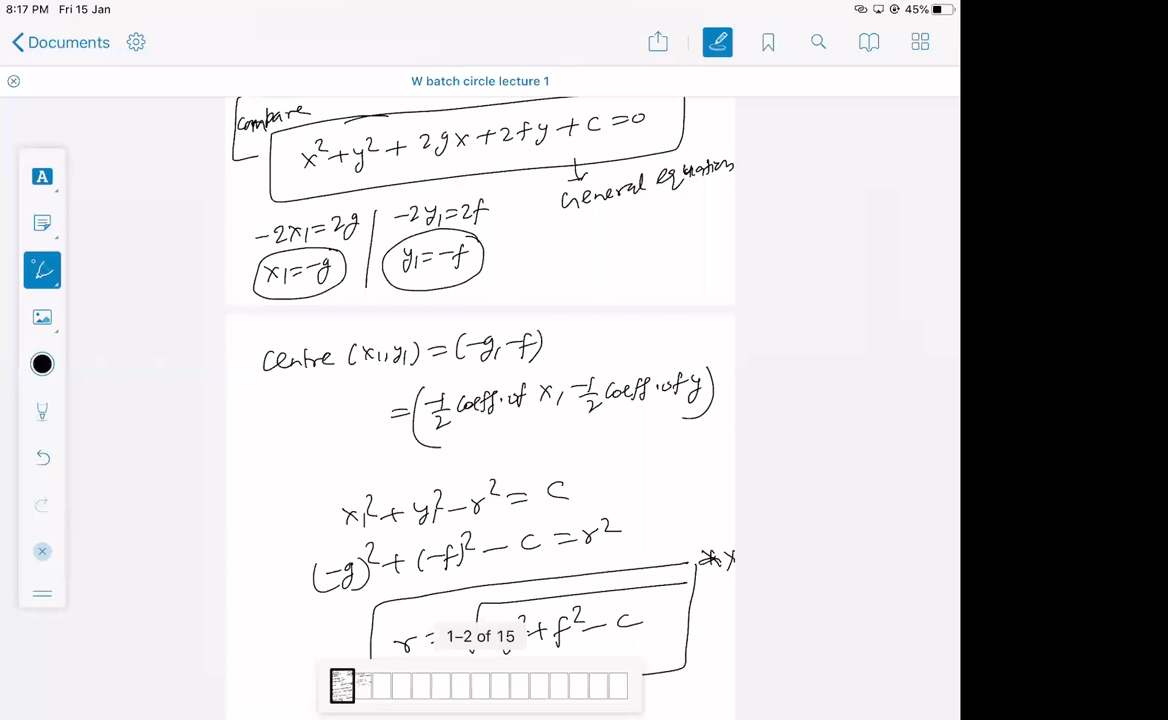 8:17 PM Fri 15 Jan
45%
Documents
W batch circle lecture 1
compare
x²+y²+ 2gx+2fy+c=0
General equation
-2x₁=2g | -2y₁=2f
x₁=-g | y₁=-f
centre (x₁,y₁) = (-g,-f)
= (-1/2 coeff. of x, -1/2 coeff. of y)
x₁²+y₁²-r² = c
(-g)²+(-f)²-c=r²
r = +f²-c
1–2 of 15